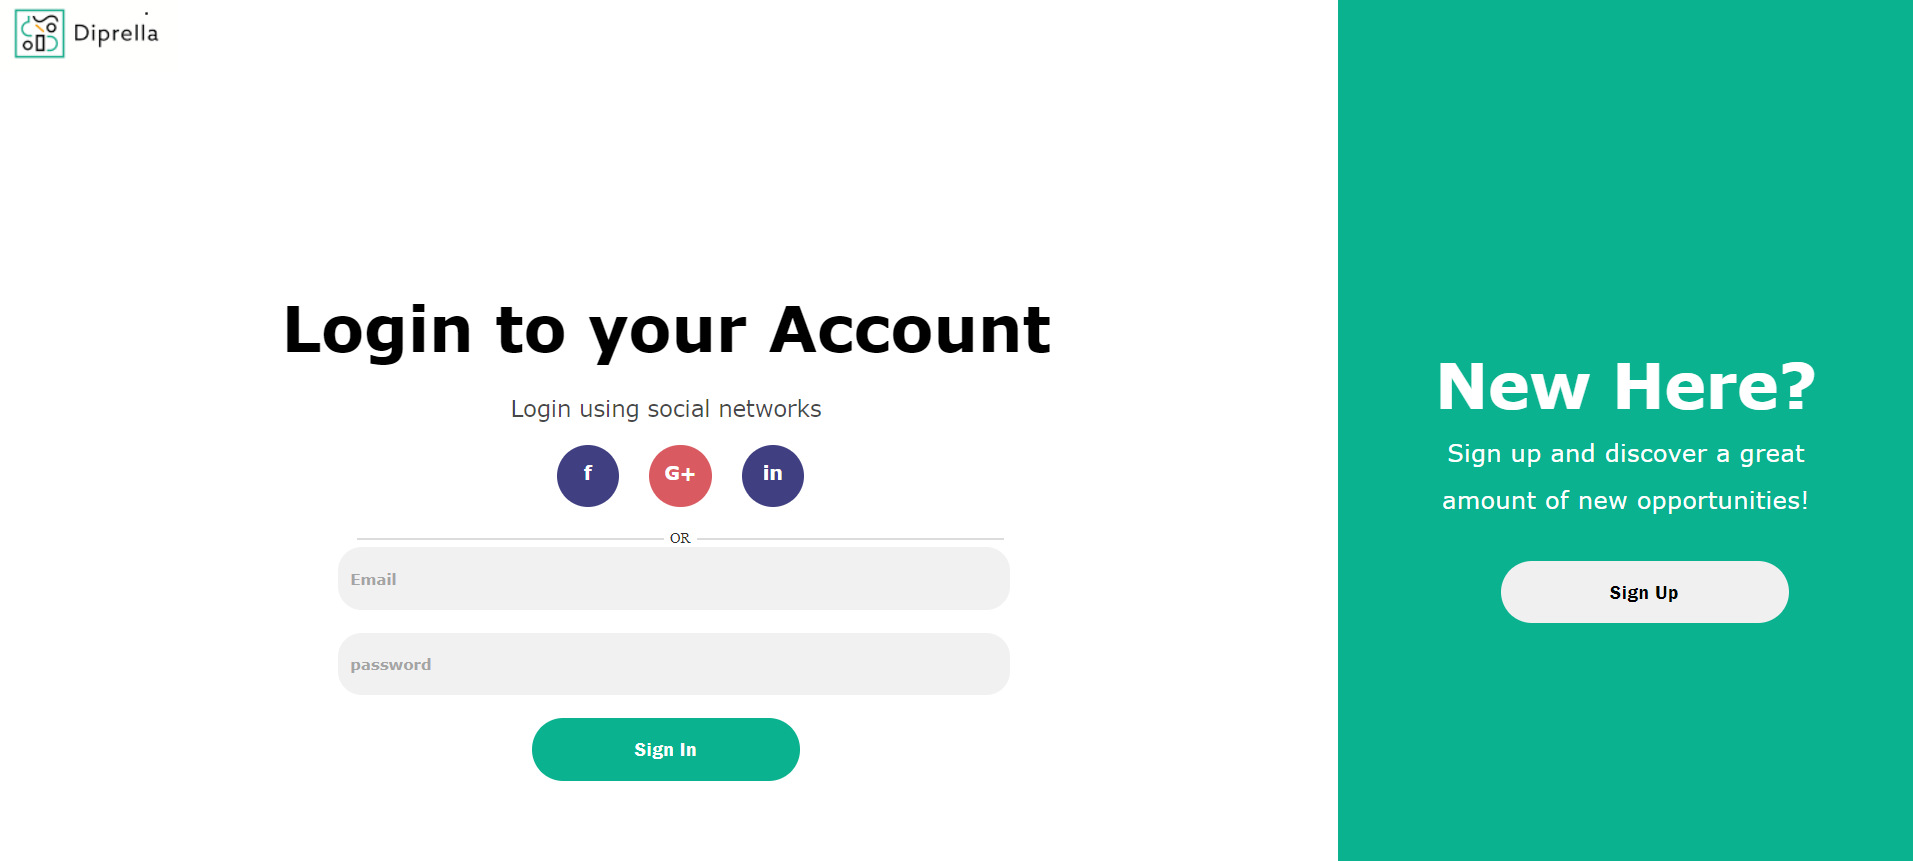 Diprella
Login to your Account
Login using social networks
f
G+
in
OR
Email
password
Sign In
New Here?
Sign up and discover a great
amount of new opportunities!
Sign Up